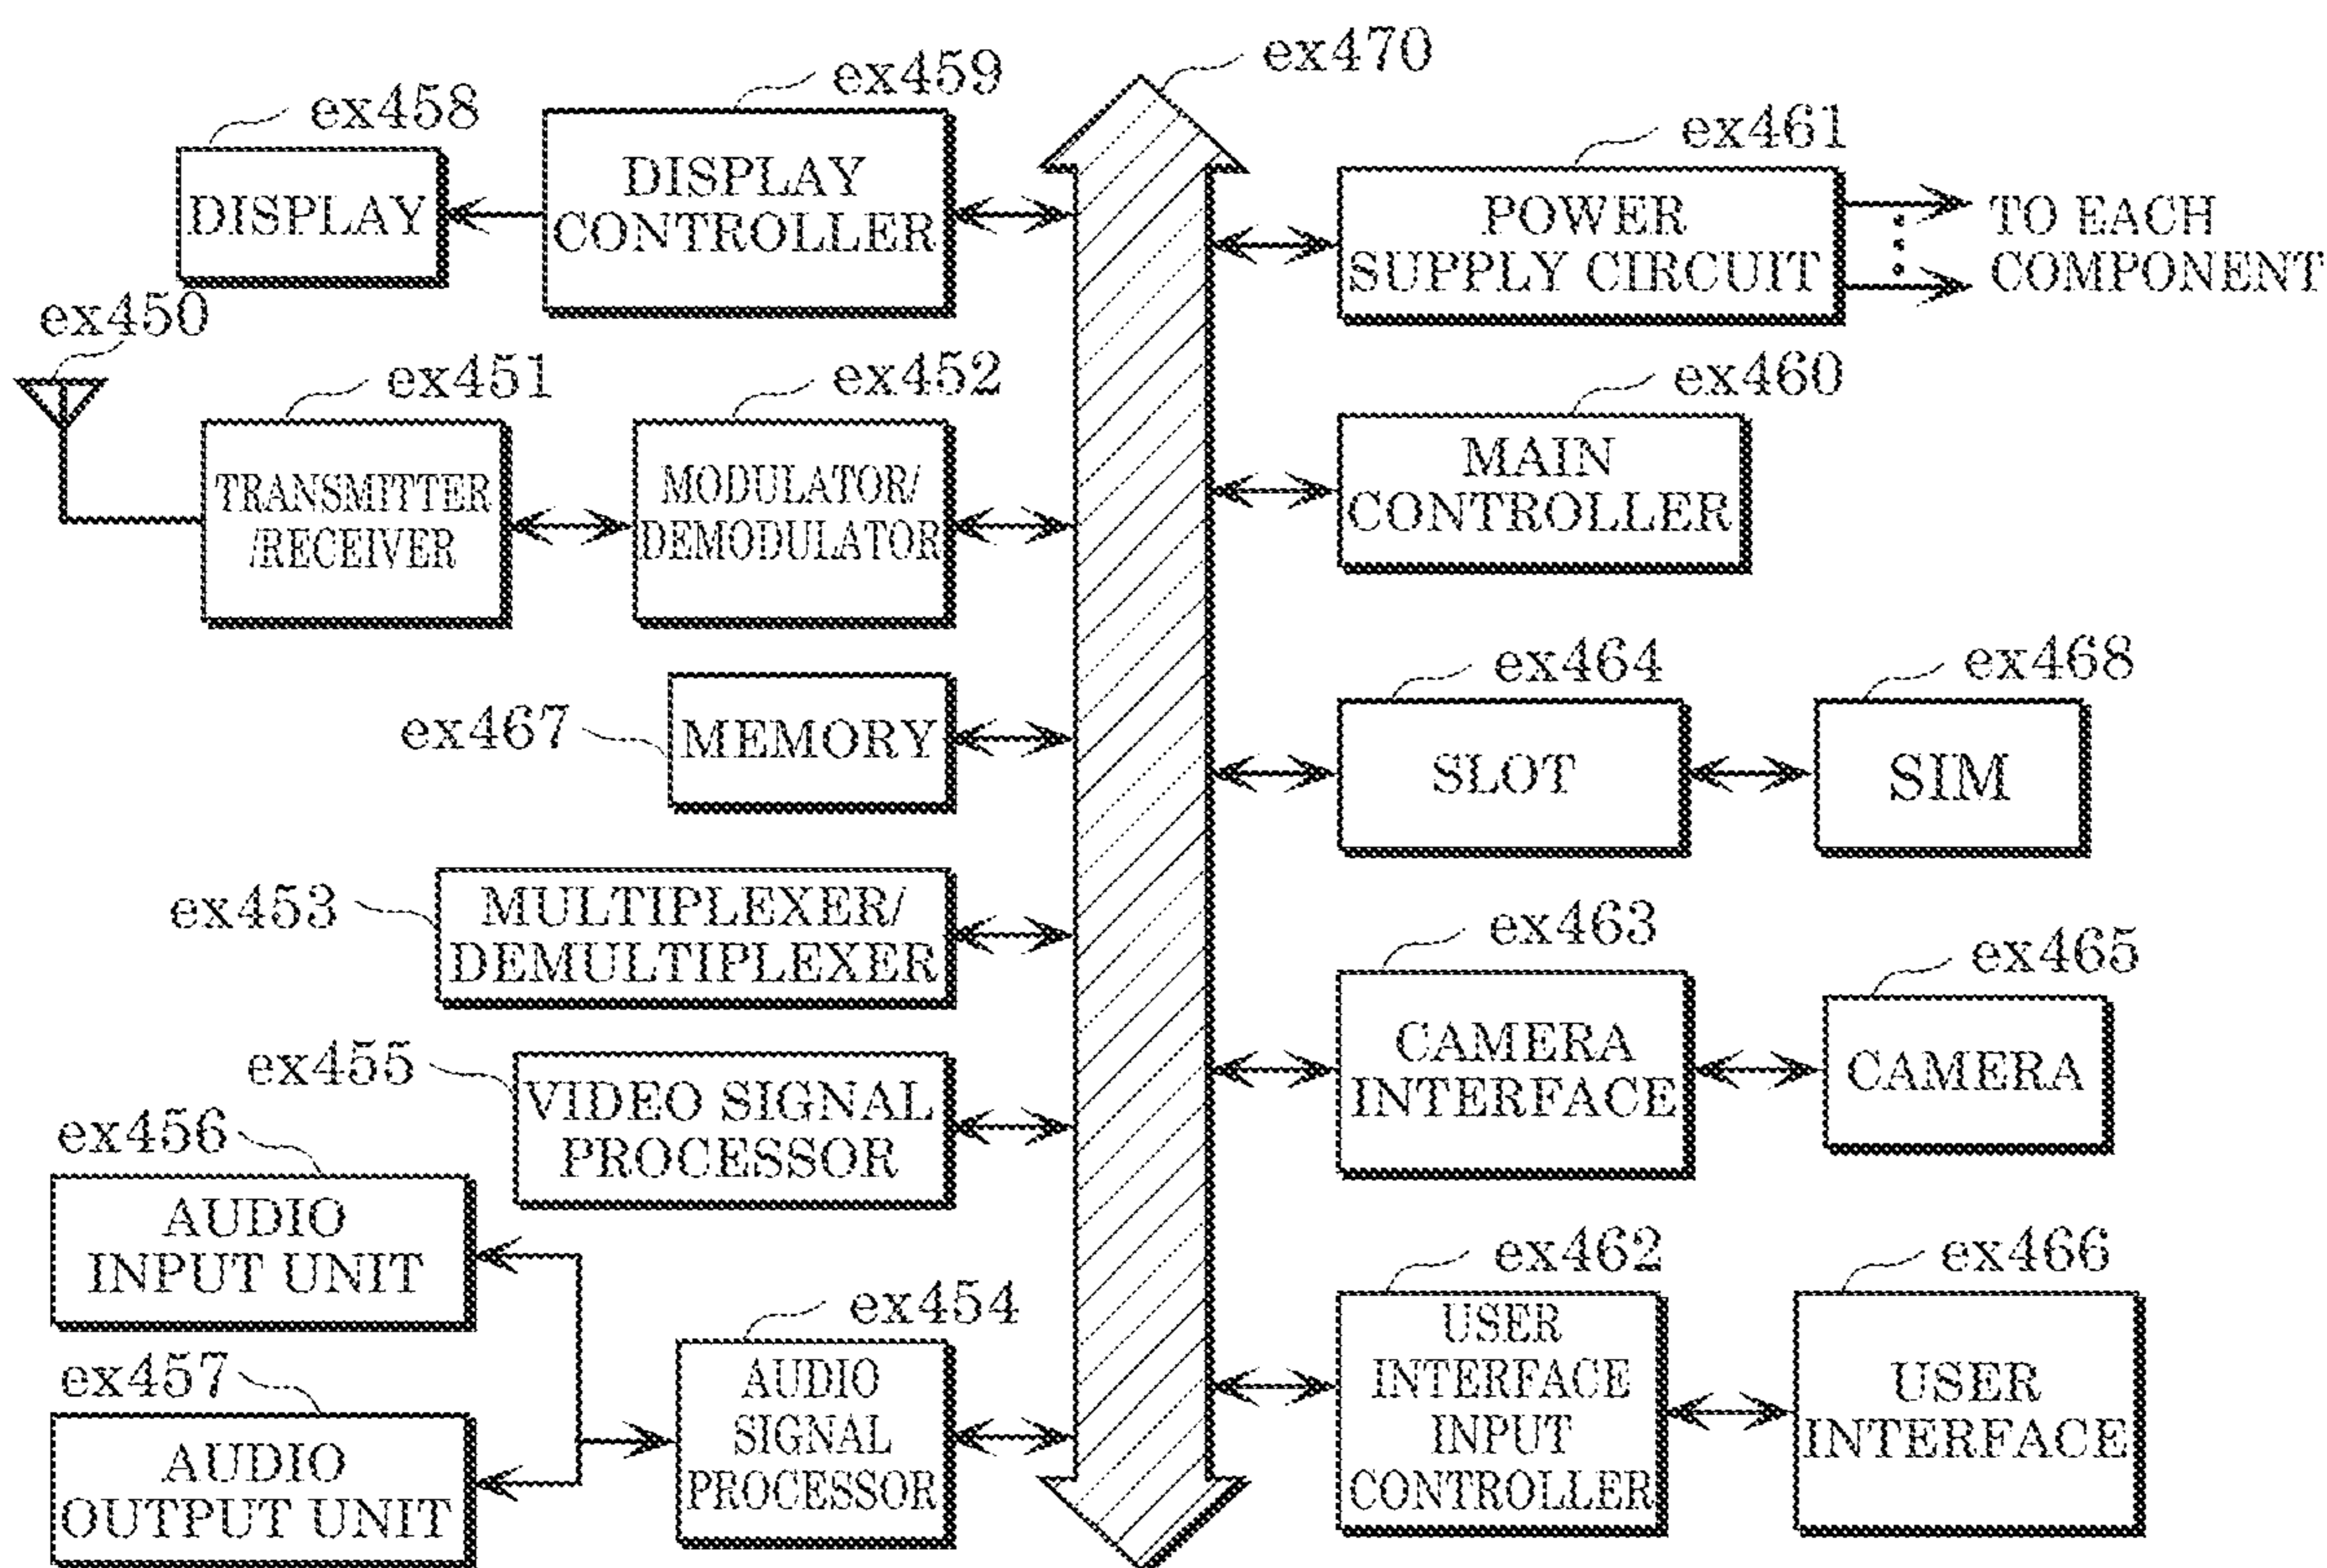 ex470
ex459
ex458
DISPLAY
DISPLAY
CONTROLLER
ex461
POWER
SUPPLY CIRCUIT
TO EACH
COMPONENT
ex450
ex451
TRANSMITTER
/RECEIVER
ex452
MODULATOR/
DEMODULATOR
ex460
MAIN
CONTROLLER
ex467
MEMORY
ex464
SLOT
ex468
SIM
ex453
MULTIPLEXER/
DEMULTIPLEXER
ex463
CAMERA
INTERFACE
ex465
CAMERA
ex455
VIDEO SIGNAL
PROCESSOR
ex456
AUDIO
INPUT UNIT
ex457
AUDIO
OUTPUT UNIT
ex454
AUDIO
SIGNAL
PROCESSOR
ex462
USER
INTERFACE
INPUT
CONTROLLER
ex466
USER
INTERFACE